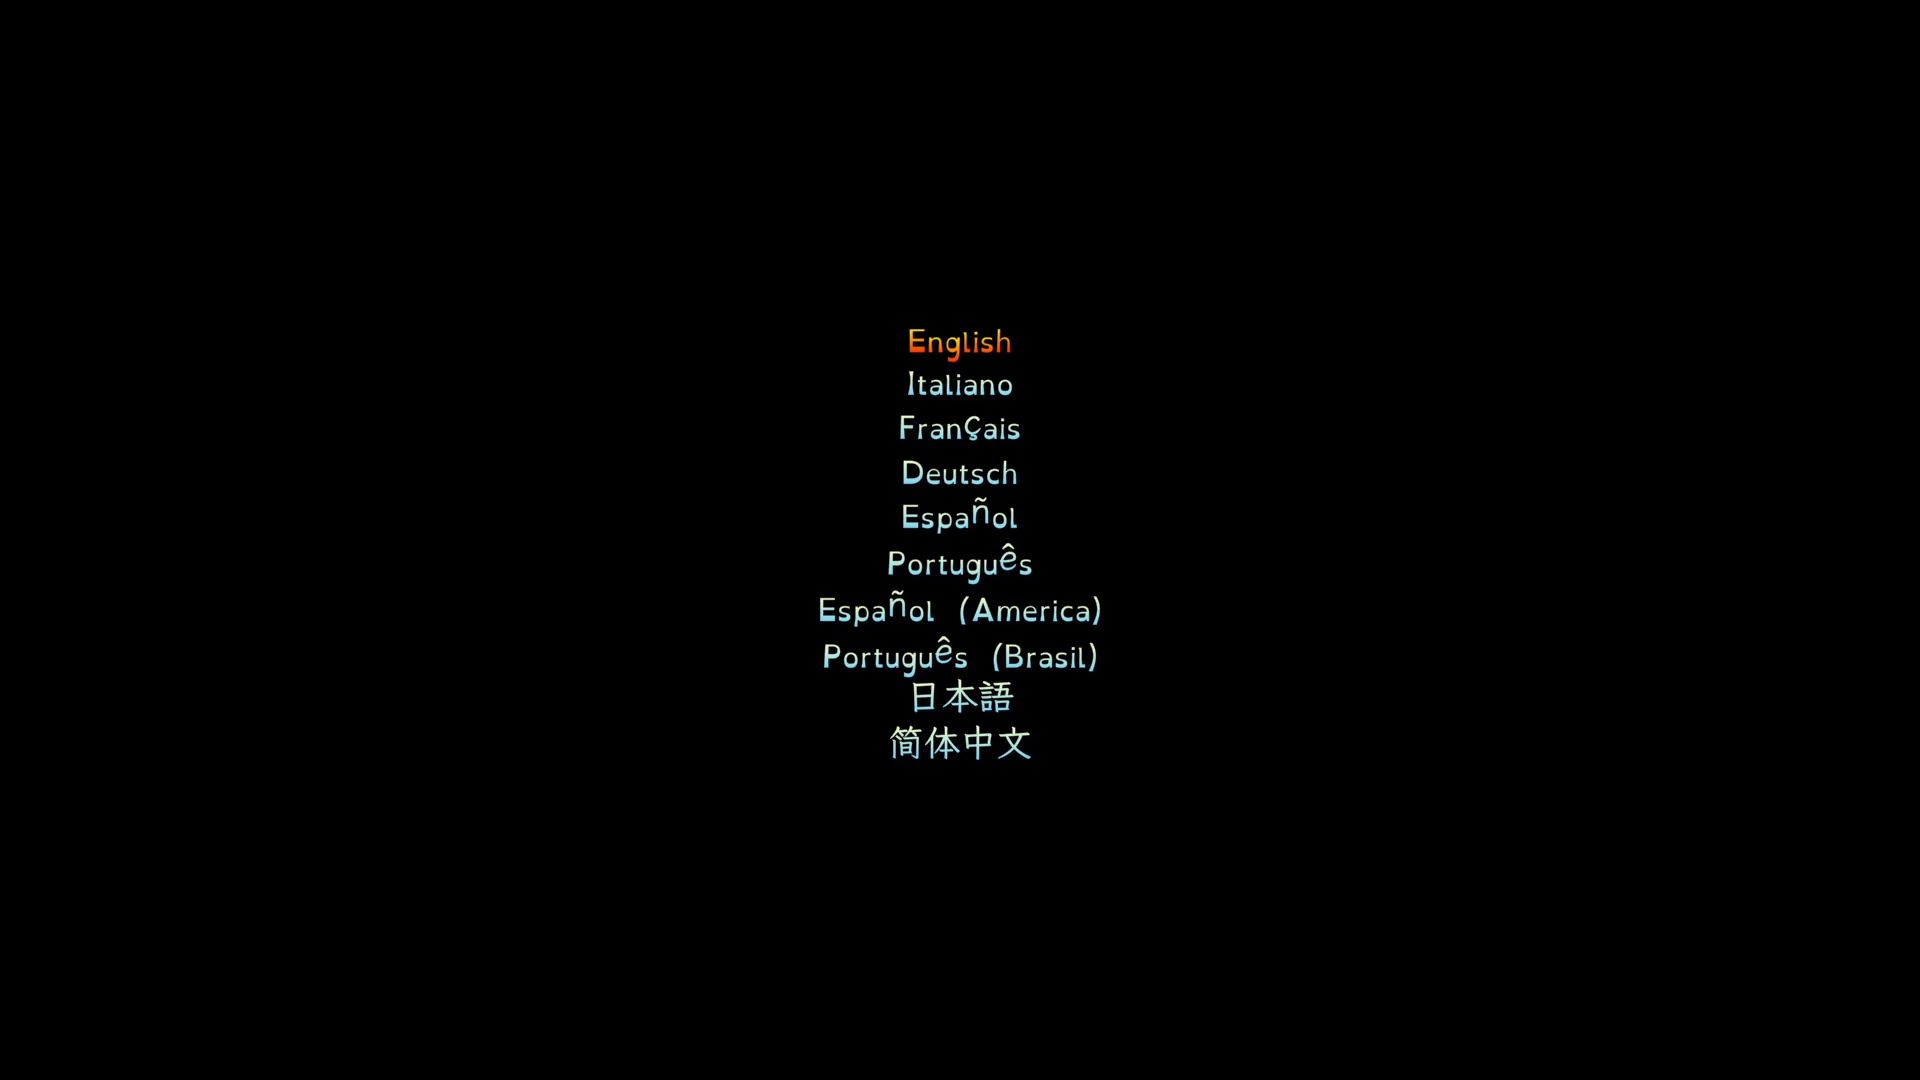 English
Italiano
Français
Deutsch
Español
Português
Español (America)
Português (Brasil)
日本語
简体中文